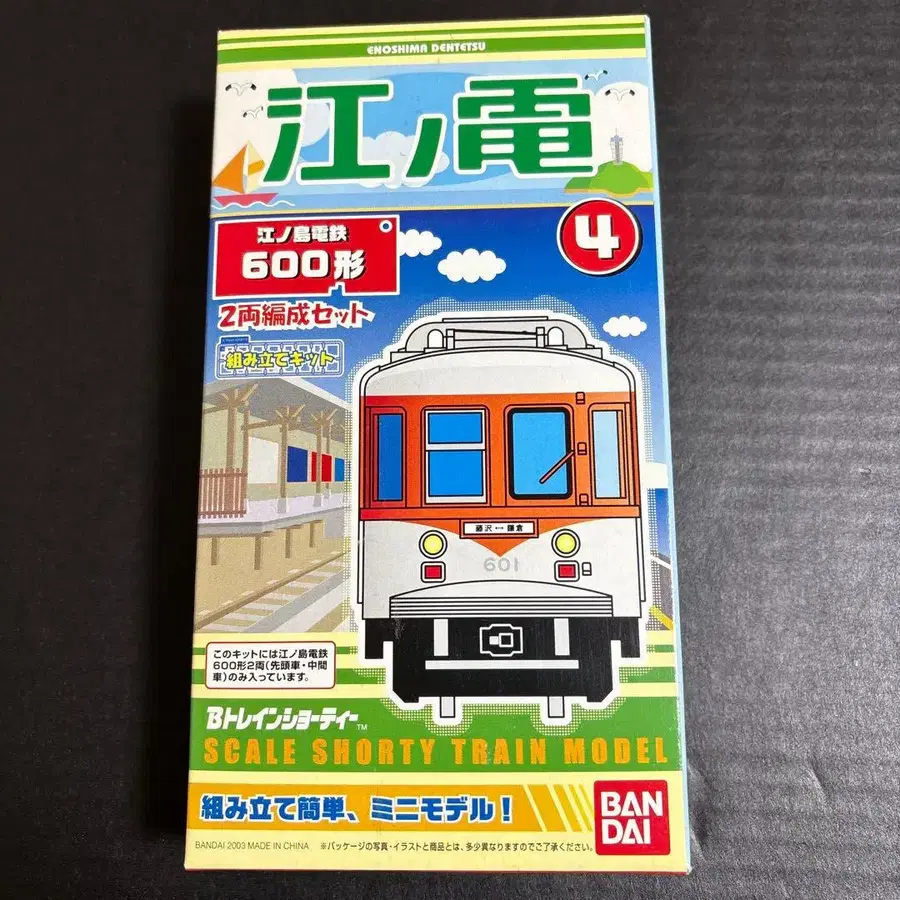 ENOSHIMA DENTETSU
江ノ電
江ノ島電鉄
600形
4
2両編成セット
組み立てキット
藤沢↔鎌倉
601
このキットには江ノ島電鉄
600形2両(先頭車・中間
車)のみ入っています。
Bトレインショーティー™
SCALE SHORTY TRAIN MODEL
組み立て簡単、ミニモデル!
BAN
DAI
BANDAI 2003 MADE IN CHINA
※パッケージの写真・イラストと商品とは、多少異なりますのでご了承ください。